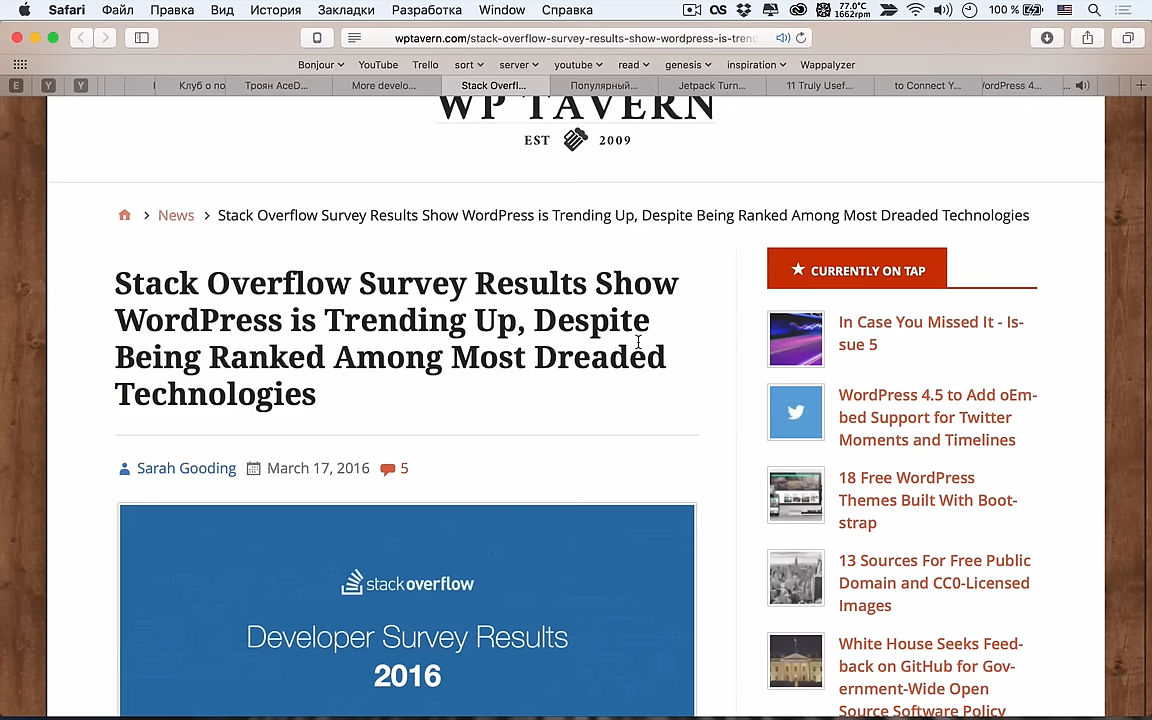 Safari Файл Правка Вид История Закладки Разработка Window Справка
77.0°C
1662rpm
100 %
wptavern.com/stack-overflow-survey-results-show-wordpress-is-tren
Bonjour YouTube Trello sort server youtube read genesis inspiration Wappalyzer
E Y Y Клуб о по Троян AceD... More develo... Stack Overfl... Популярный... Jetpack Turn... 11 Truly Usef... to Connect Y... WordPress 4... ...
WP TAVERN
EST 2009
News Stack Overflow Survey Results Show WordPress is Trending Up, Despite Being Ranked Among Most Dreaded Technologies
Stack Overflow Survey Results Show
WordPress is Trending Up, Despite
Being Ranked Among Most Dreaded
Technologies
Sarah Gooding March 17, 2016 5
stackoverflow
Developer Survey Results
2016
CURRENTLY ON TAP
In Case You Missed It - Is-
sue 5
WordPress 4.5 to Add oEm-
bed Support for Twitter
Moments and Timelines
18 Free WordPress
Themes Built With Boot-
strap
13 Sources For Free Public
Domain and CC0-Licensed
Images
White House Seeks Feed-
back on GitHub for Gov-
ernment-Wide Open
Source Software Policy